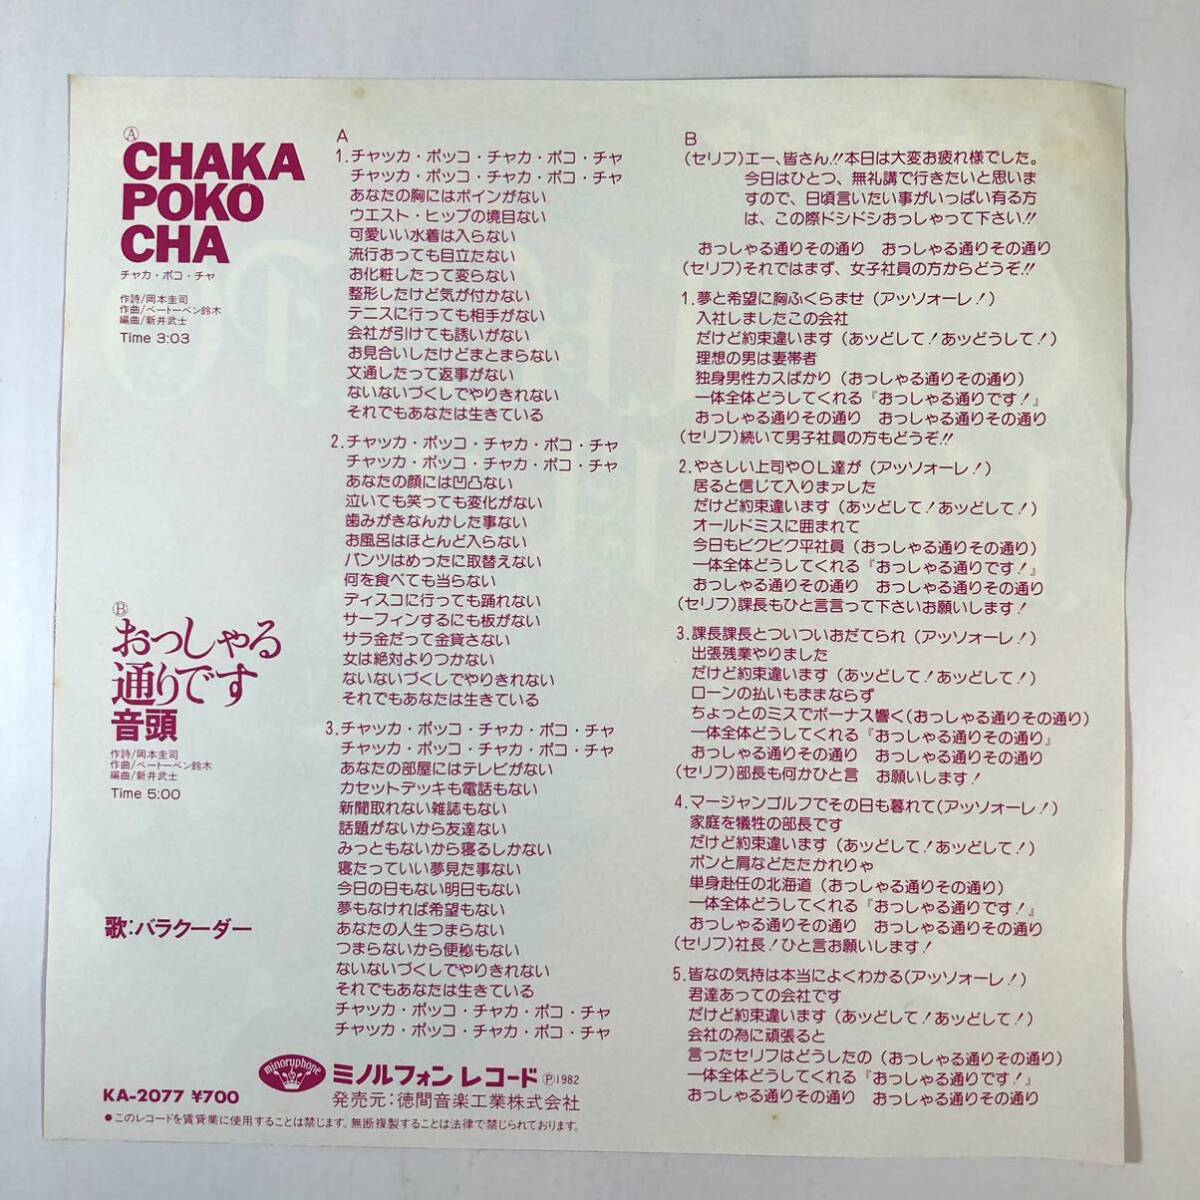 Ⓐ
CHAKA
POKO
CHA
チャカ・ポコ・チャ
作詩/岡本圭司
作曲/ベートーベン鈴木
編曲/新井武士
Time 3:03
Ⓑ
おっしゃる
通りです
音頭
作詩/岡本圭司
作曲/ベートーベン鈴木
編曲/新井武士
Time 5:00
歌:バラクーダー
A
1.チャッカ・ポッコ・チャカ・ポコ・チャ
チャッカ・ポッコ・チャカ・ポコ・チャ
あなたの胸にはボインがない
ウエスト・ヒップの境目ない
可愛いい水着は入らない
流行おっても目立たない
お化粧したって変らない
整形したけど気が付かない
テニスに行っても相手がない
会社が引けても誘いがない
お見合いしたけどまとまらない
文通したって返事がない
ないないづくしでやりきれない
それでもあなたは生きている
2.チャッカ・ポッコ・チャカ・ポコ・チャ
チャッカ・ポッコ・チャカ・ポコ・チャ
あなたの顔には凹凸ない
泣いても笑っても変化がない
歯みがきなんかした事ない
お風呂はほとんど入らない
パンツはめったに取替えない
何を食べても当らない
ディスコに行っても踊れない
サーフィンするにも板がない
サラ金だって金貸さない
女は絶対よりつかない
ないないづくしでやりきれない
それでもあなたは生きている
3.チャッカ・ポッコ・チャカ・ポコ・チャ
チャッカ・ポッコ・チャカ・ポコ・チャ
あなたの部屋にはテレビがない
カセットデッキも電話もない
新聞取れない雑誌もない
話題がないから友達ない
みっともないから寝るしかない
寝たっていい夢見た事ない
今日の日もない明日もない
夢もなければ希望もない
あなたの人生つまらない
つまらないから便秘もない
ないないづくしでやりきれない
それでもあなたは生きている
チャッカ・ポッコ・チャカ・ポコ・チャ
チャッカ・ポッコ・チャカ・ポコ・チャ
B
(セリフ)エー、皆さん!!本日は大変お疲れ様でした。
今日はひとつ、無礼講で行きたいと思いま
すので、日頃言いたい事がいっぱい有る方
は、この際ドシドシおっしゃって下さい!!
おっしゃる通りその通り　おっしゃる通りその通り
(セリフ)それではまず、女子社員の方からどうぞ!!
1.夢と希望に胸ふくらませ(アッソォーレ!)
入社しましたこの会社
だけど約束違います(あッどして!あッどうして!)
理想の男は妻帯者
独身男性カスばかり(おっしゃる通りその通り)
一体全体どうしてくれる『おっしゃる通りです!』
おっしゃる通りその通り　おっしゃる通りその通り
(セリフ)続いて男子社員の方もどうぞ!!
2.やさしい上司やOL達が(アッソォーレ!)
居ると信じて入りまァした
だけど約束違います(あッどして!あッどして!)
オールドミスに囲まれて
今日もビクビク平社員(おっしゃる通りその通り)
一体全体どうしてくれる『おっしゃる通りです!』
おっしゃる通りその通り　おっしゃる通りその通り
(セリフ)課長もひと言言って下さいお願いします!
3.課長課長とついついおだてられ(アッソォーレ!)
出張残業やりました
だけど約束違います(あッどして!あッどして!)
ローンの払いもままならず
ちょっとのミスでボーナス響く(おっしゃる通りその通り)
一体全体どうしてくれる『おっしゃる通りその通り』
おっしゃる通りその通り　おっしゃる通りその通り
(セリフ)部長も何かひと言　お願いします!
4.マージャンゴルフでその日も暮れて(アッソォーレ!)
家庭を犠牲の部長です
だけど約束違います(あッどして!あッどして!)
ポンと肩などたたかれりゃ
単身赴任の北海道(おっしゃる通りその通り)
一体全体どうしてくれる『おっしゃる通りです!』
おっしゃる通りその通り　おっしゃる通りその通り
(セリフ)社長!ひと言お願いします!
5.皆なの気持は本当によくわかる(アッソォーレ!)
君達あっての会社です
だけど約束違います(あッどして!あッどして!)
会社の為に頑張ると
言ったセリフはどうしたの(おっしゃる通りその通り)
一体全体どうしてくれる『おっしゃる通りです!』
おっしゃる通りその通り　おっしゃる通りその通り
minoruphone
ミノルフォン レコード Ⓟ1982
KA-2077 ¥700
発売元:徳間音楽工業株式会社
●このレコードを賃貸業に使用することは禁じます。無断複製することは法律で禁じられております。